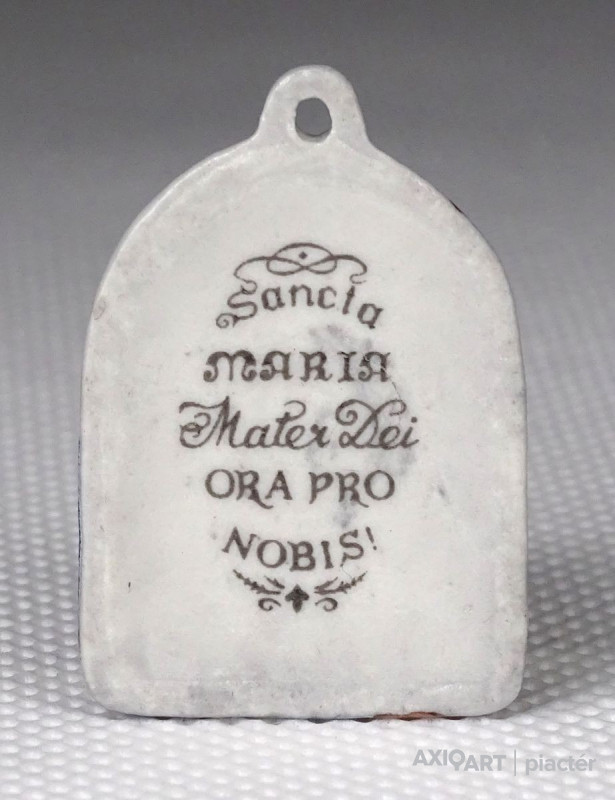 Sancta
MARIA
Mater Dei
ORA PRO
NOBIS!
AXIOART | piactér